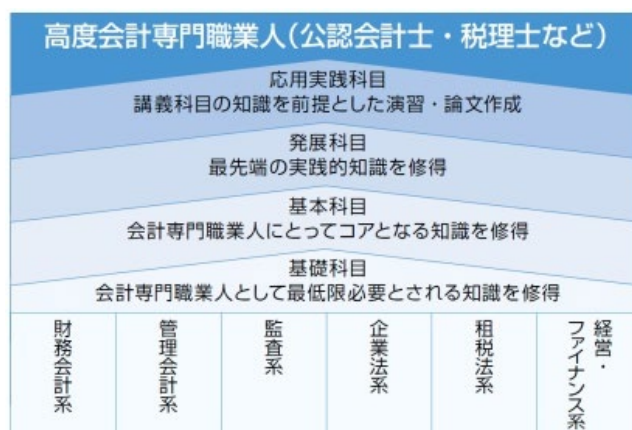 高度会計専門職業人（公認会計士・税理士など）
応用実践科目
講義科目の知識を前提とした演習・論文作成
発展科目
最先端の実践的知識を修得
基本科目
会計専門職業人にとってコアとなる知識を修得
基礎科目
会計専門職業人として最低限必要とされる知識を修得
財務会計系
管理会計系
監査系
企業法系
租税法系
経営・
ファイナンス系